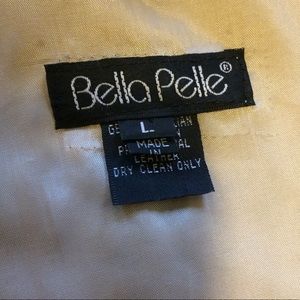 Bella Pelle®
L.
MADE
IN
LEATHER
DRY CLEAN ONLY